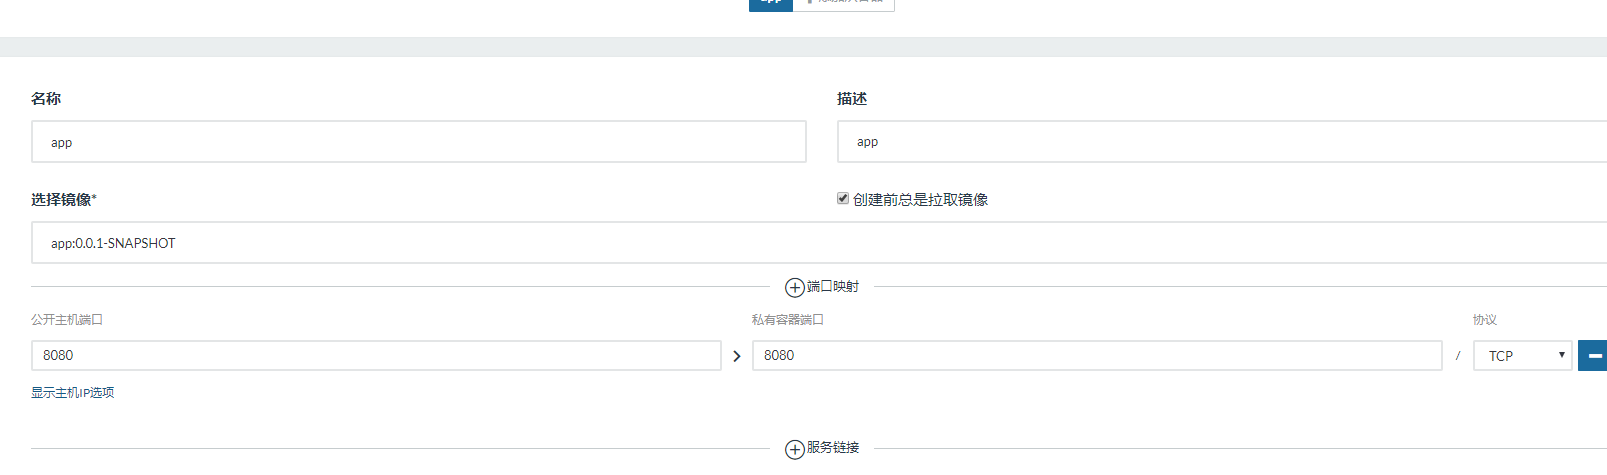 app
名称
描述
app
app
选择镜像*
创建前总是拉取镜像
app:0.0.1-SNAPSHOT
端口映射
公开主机端口
私有容器端口
协议
8080
8080
/
TCP
显示主机IP选项
服务链接